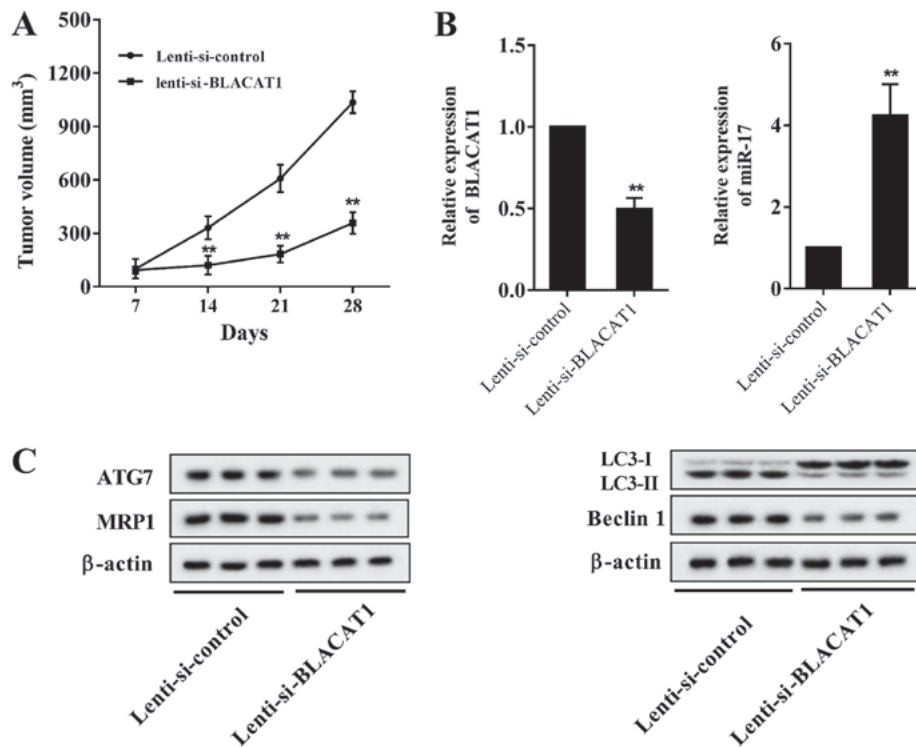 A
Tumor volume (mm³)
500
1200
900
600
300
0
Lenti-si-control
lenti-si-BLACAT1
**
**
**
7 14 21 28
Days
B
Relative expression
of BLACAT1
1.5
1.0
0.5
0.0
**
Lenti-si-control
Lenti-si-BLACAT1
Relative expression
of miR-17
6
4
2
0
**
Lenti-si-control
Lenti-si-BLACAT1
C
ATG7
MRP1
β-actin
Lenti-si-control
Lenti-si-BLACAT1
LC3-I
LC3-II
Beclin 1
β-actin
Lenti-si-control
Lenti-si-BLACAT1